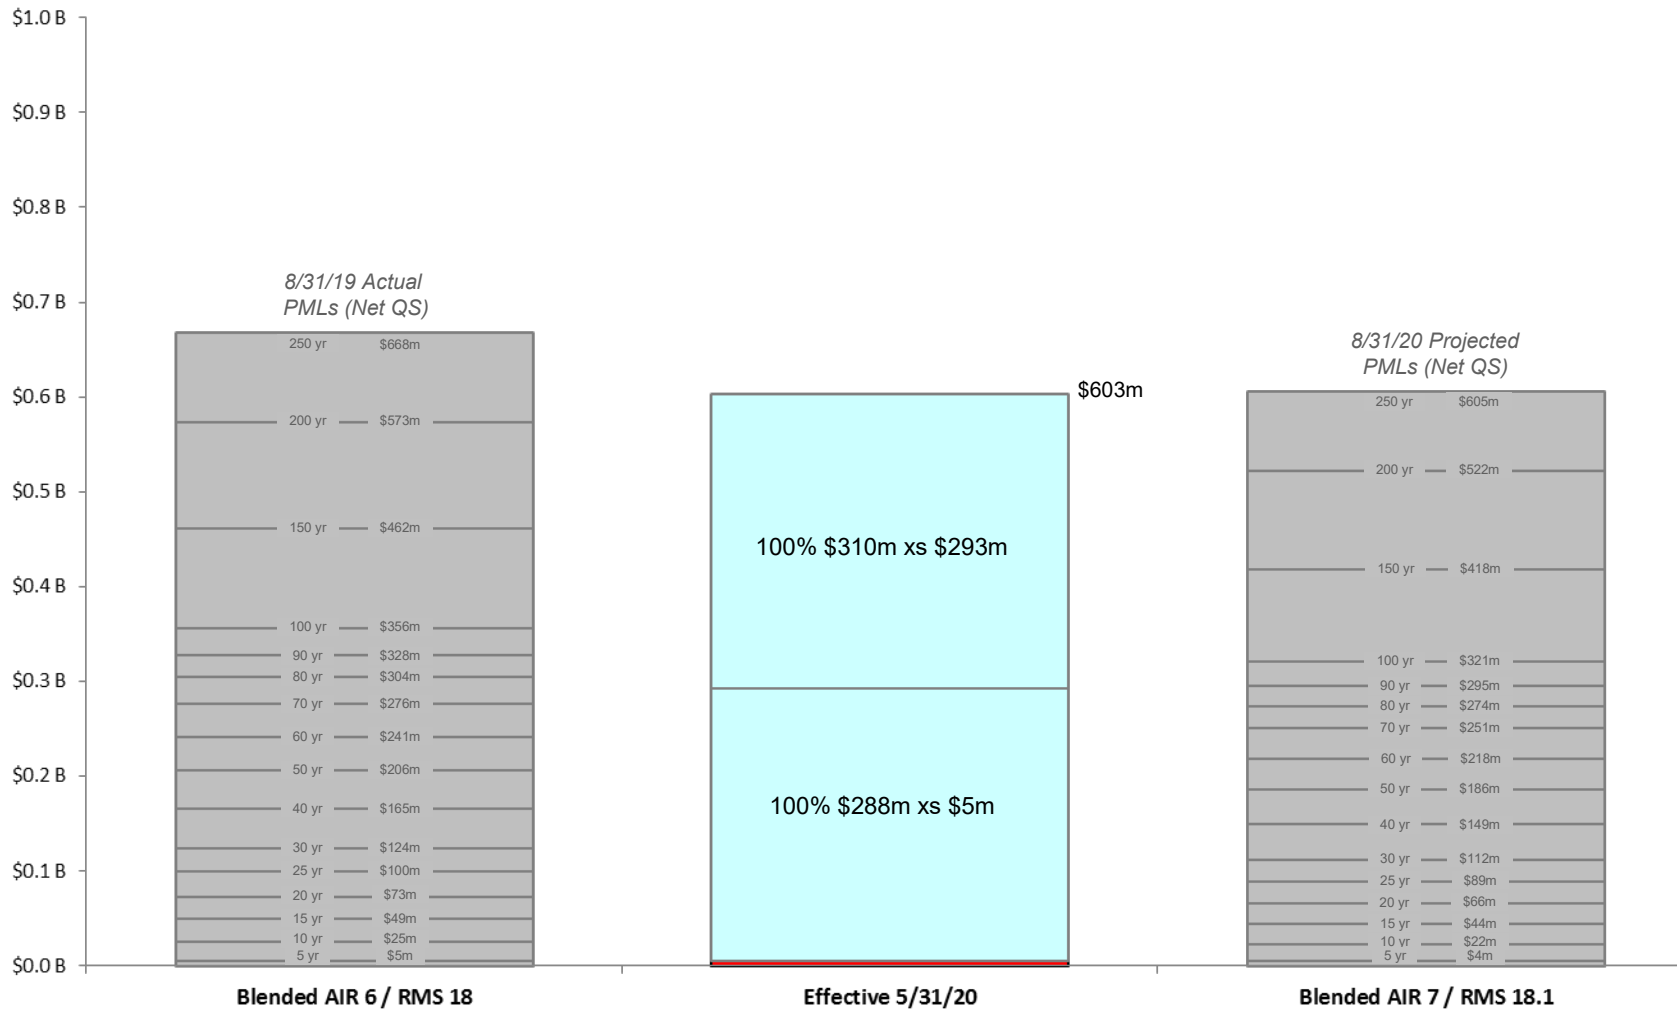 $1.0 B
$0.9 B
$0.8 B
$0.7 B
$0.6 B
$0.5 B
$0.4 B
$0.3 B
$0.2 B
$0.1 B
$0.0 B
8/31/19 Actual
PMLs (Net QS)
250 yr $668m
200 yr $573m
150 yr $462m
100 yr $356m
90 yr $328m
80 yr $304m
70 yr $276m
60 yr $241m
50 yr $206m
40 yr $165m
30 yr $124m
25 yr $100m
20 yr $73m
15 yr $49m
10 yr $25m
5 yr $5m
Blended AIR 6 / RMS 18
$603m
100% $310m xs $293m
100% $288m xs $5m
Effective 5/31/20
8/31/20 Projected
PMLs (Net QS)
250 yr $605m
200 yr $522m
150 yr $418m
100 yr $321m
90 yr $295m
80 yr $274m
70 yr $251m
60 yr $218m
50 yr $186m
40 yr $149m
30 yr $112m
25 yr $89m
20 yr $66m
15 yr $44m
10 yr $22m
5 yr $4m
Blended AIR 7 / RMS 18.1